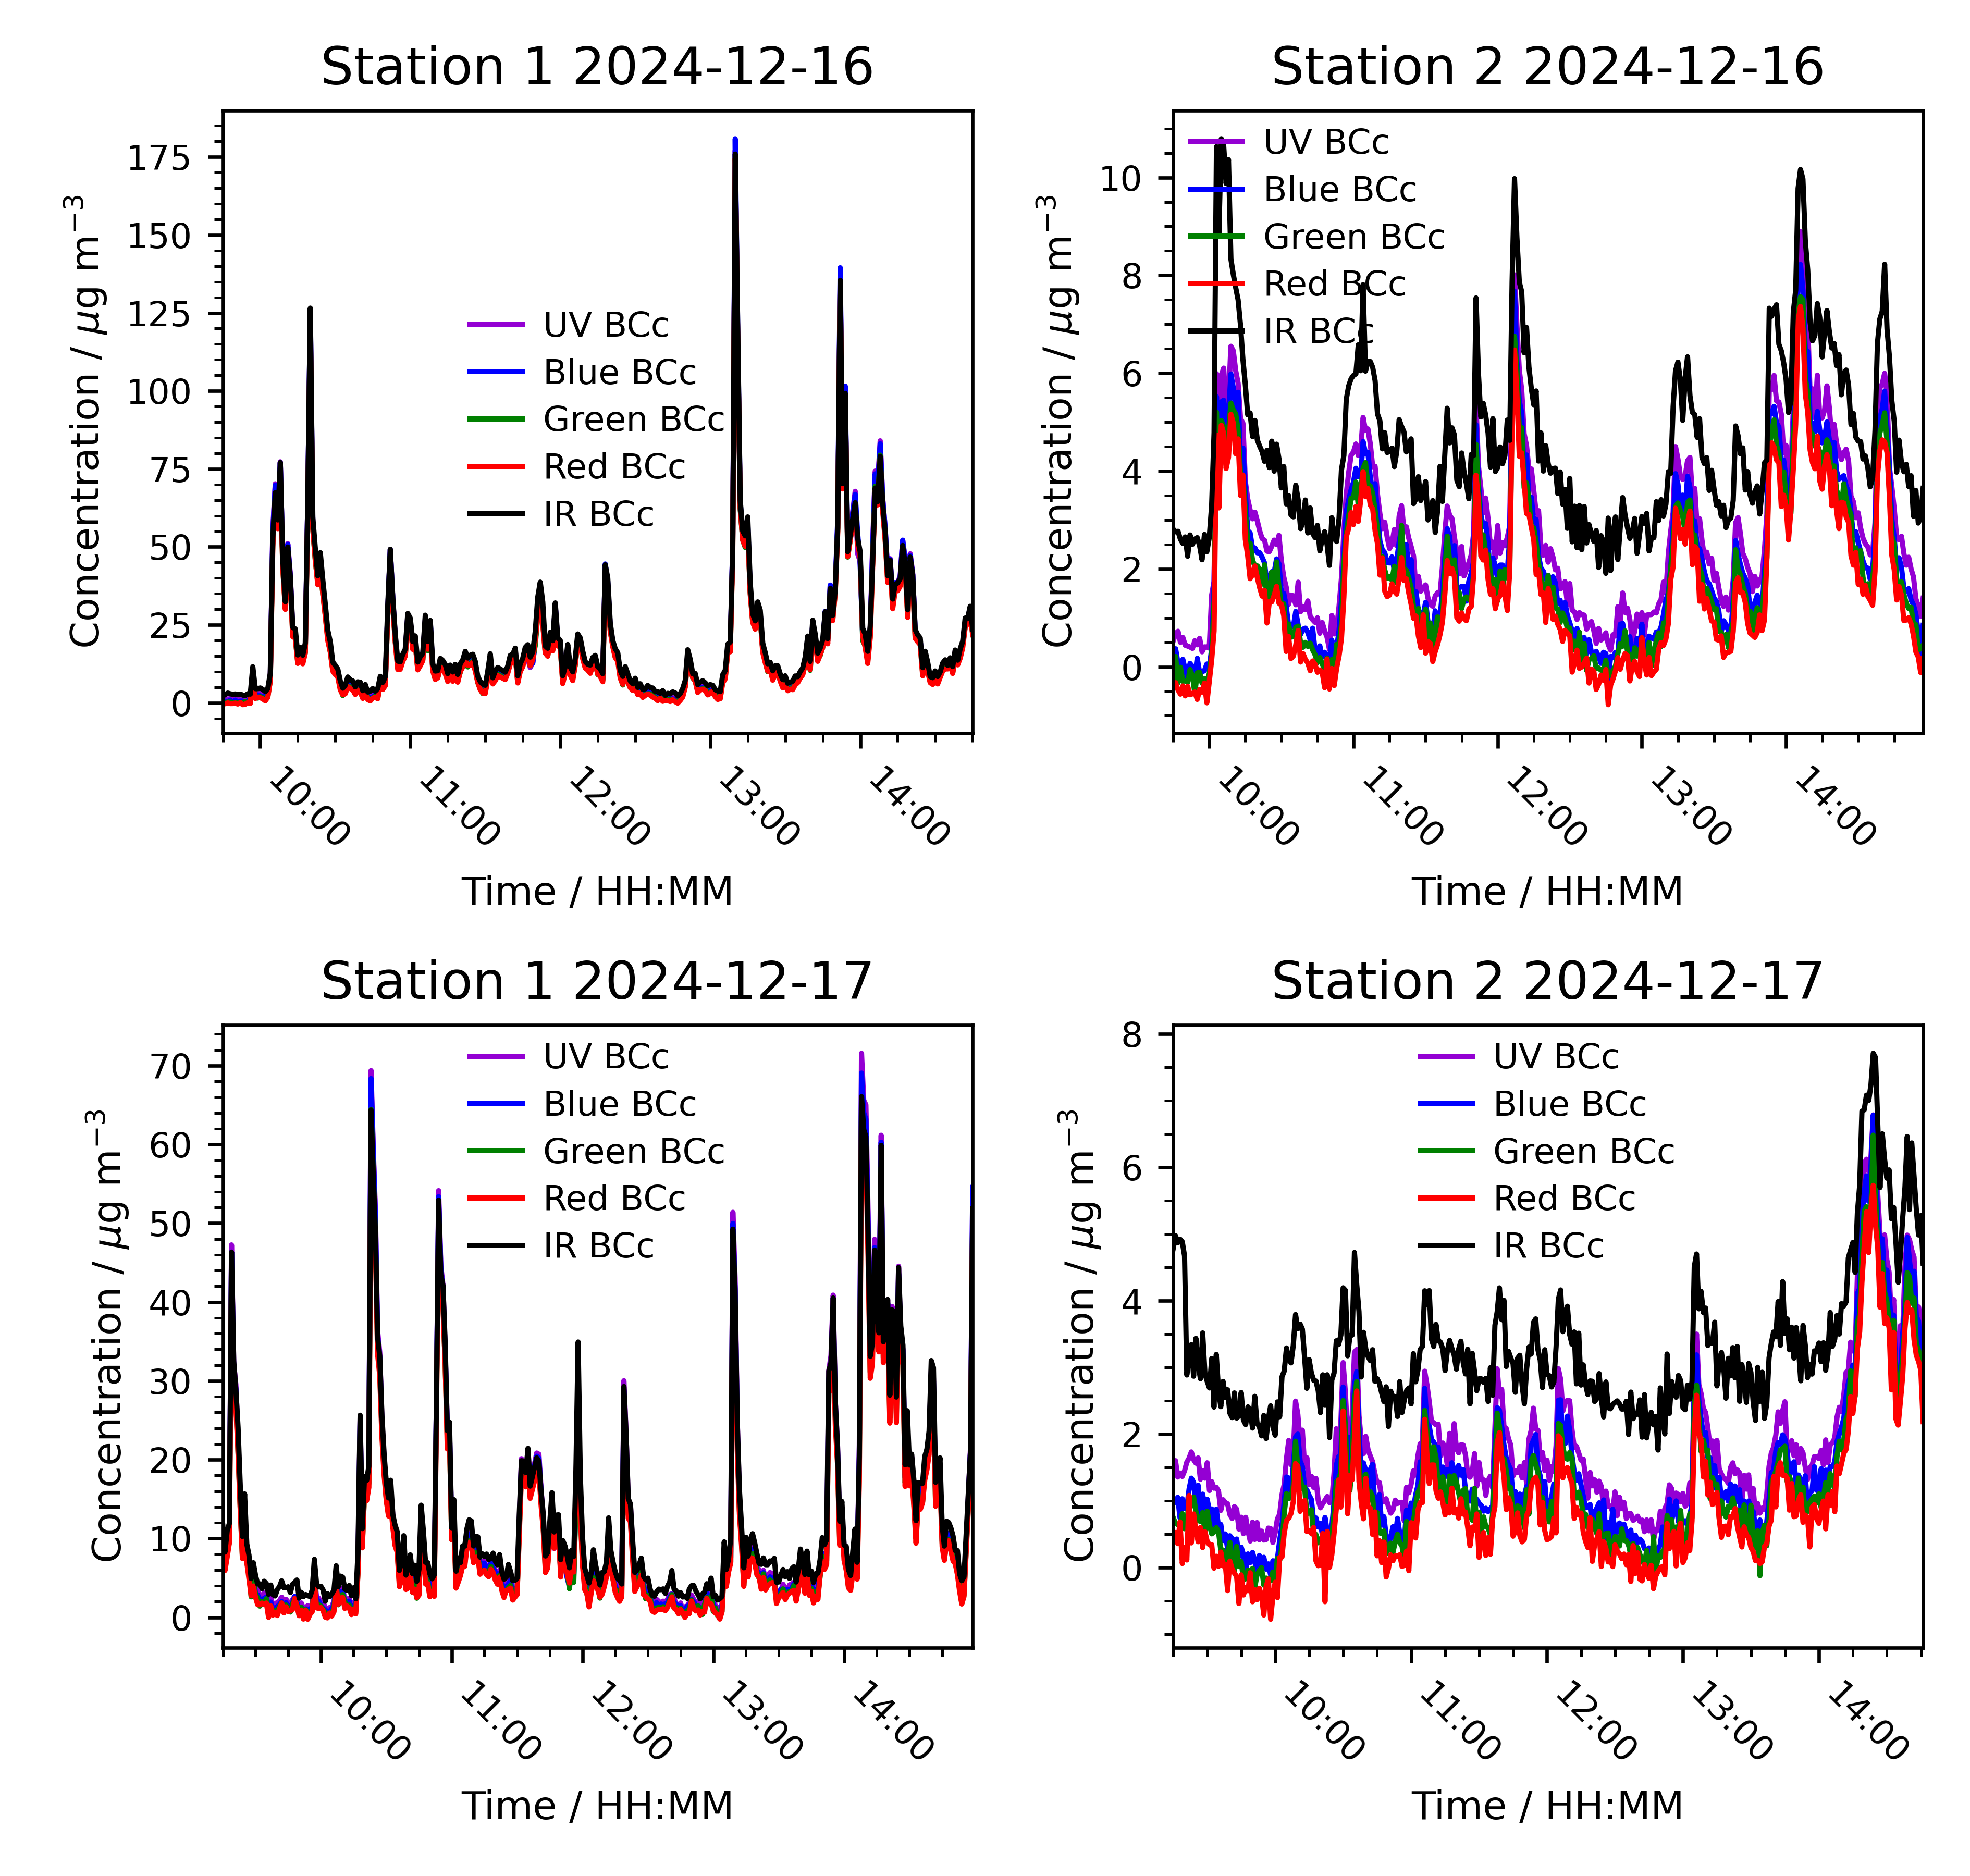 Station 1 2024-12-16
Concentration / μg m⁻³
175
150
125
100
75
50
25
0
UV BCc
Blue BCc
Green BCc
Red BCc
IR BCc
10:00
11:00
12:00
13:00
14:00
Time / HH:MM
Station 2 2024-12-16
Concentration / μg m⁻³
10
8
6
4
2
0
UV BCc
Blue BCc
Green BCc
Red BCc
IR BCc
10:00
11:00
12:00
13:00
14:00
Time / HH:MM
Station 1 2024-12-17
Concentration / μg m⁻³
70
60
50
40
30
20
10
0
UV BCc
Blue BCc
Green BCc
Red BCc
IR BCc
10:00
11:00
12:00
13:00
14:00
Time / HH:MM
Station 2 2024-12-17
Concentration / μg m⁻³
8
6
4
2
0
UV BCc
Blue BCc
Green BCc
Red BCc
IR BCc
10:00
11:00
12:00
13:00
14:00
Time / HH:MM